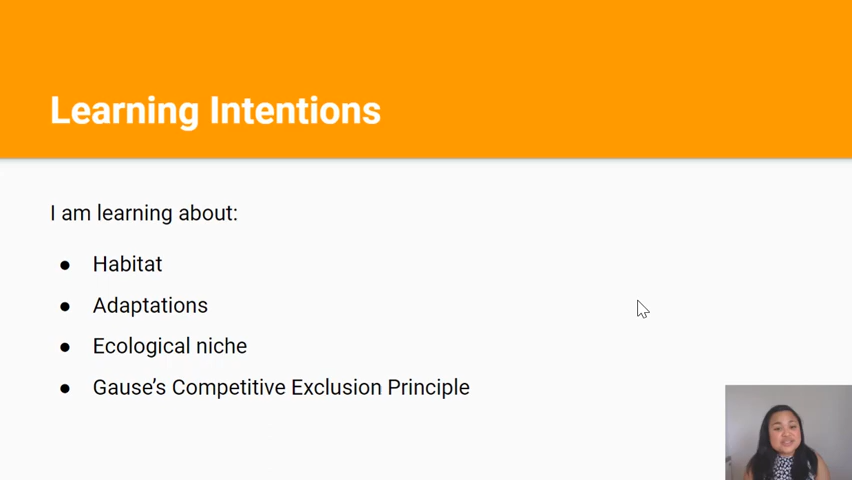 Learning Intentions
I am learning about:
● Habitat
● Adaptations
● Ecological niche
● Gause’s Competitive Exclusion Principle